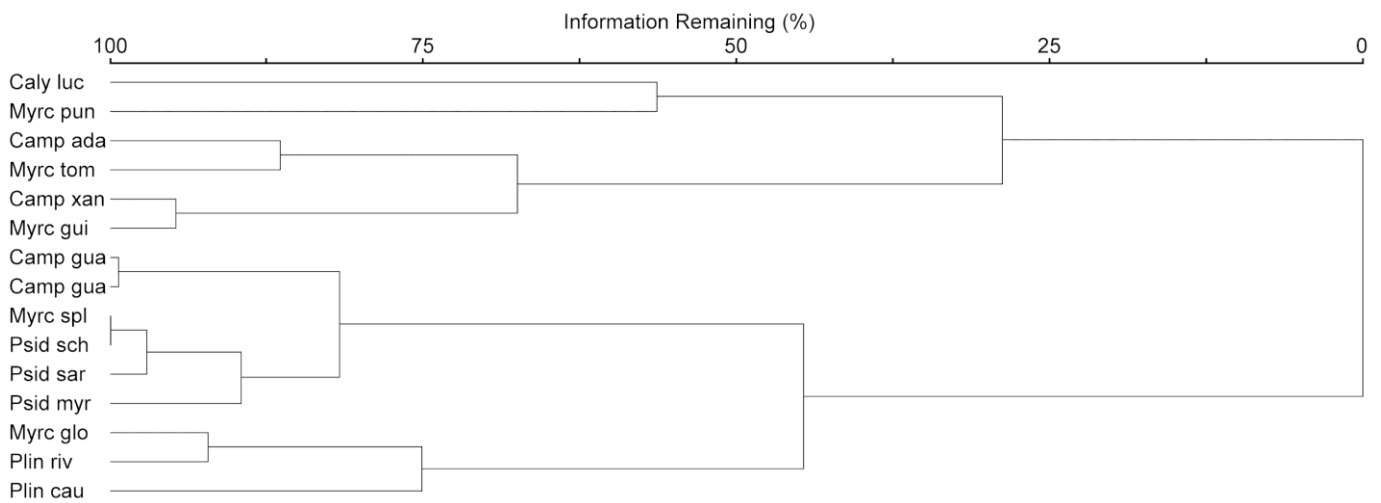 Information Remaining (%)
100 75 50 25 0
Caly luc
Myrc pun
Camp ada
Myrc tom
Camp xan
Myrc gui
Camp gua
Camp gua
Myrc spl
Psid sch
Psid sar
Psid myr
Myrc glo
Plin riv
Plin cau